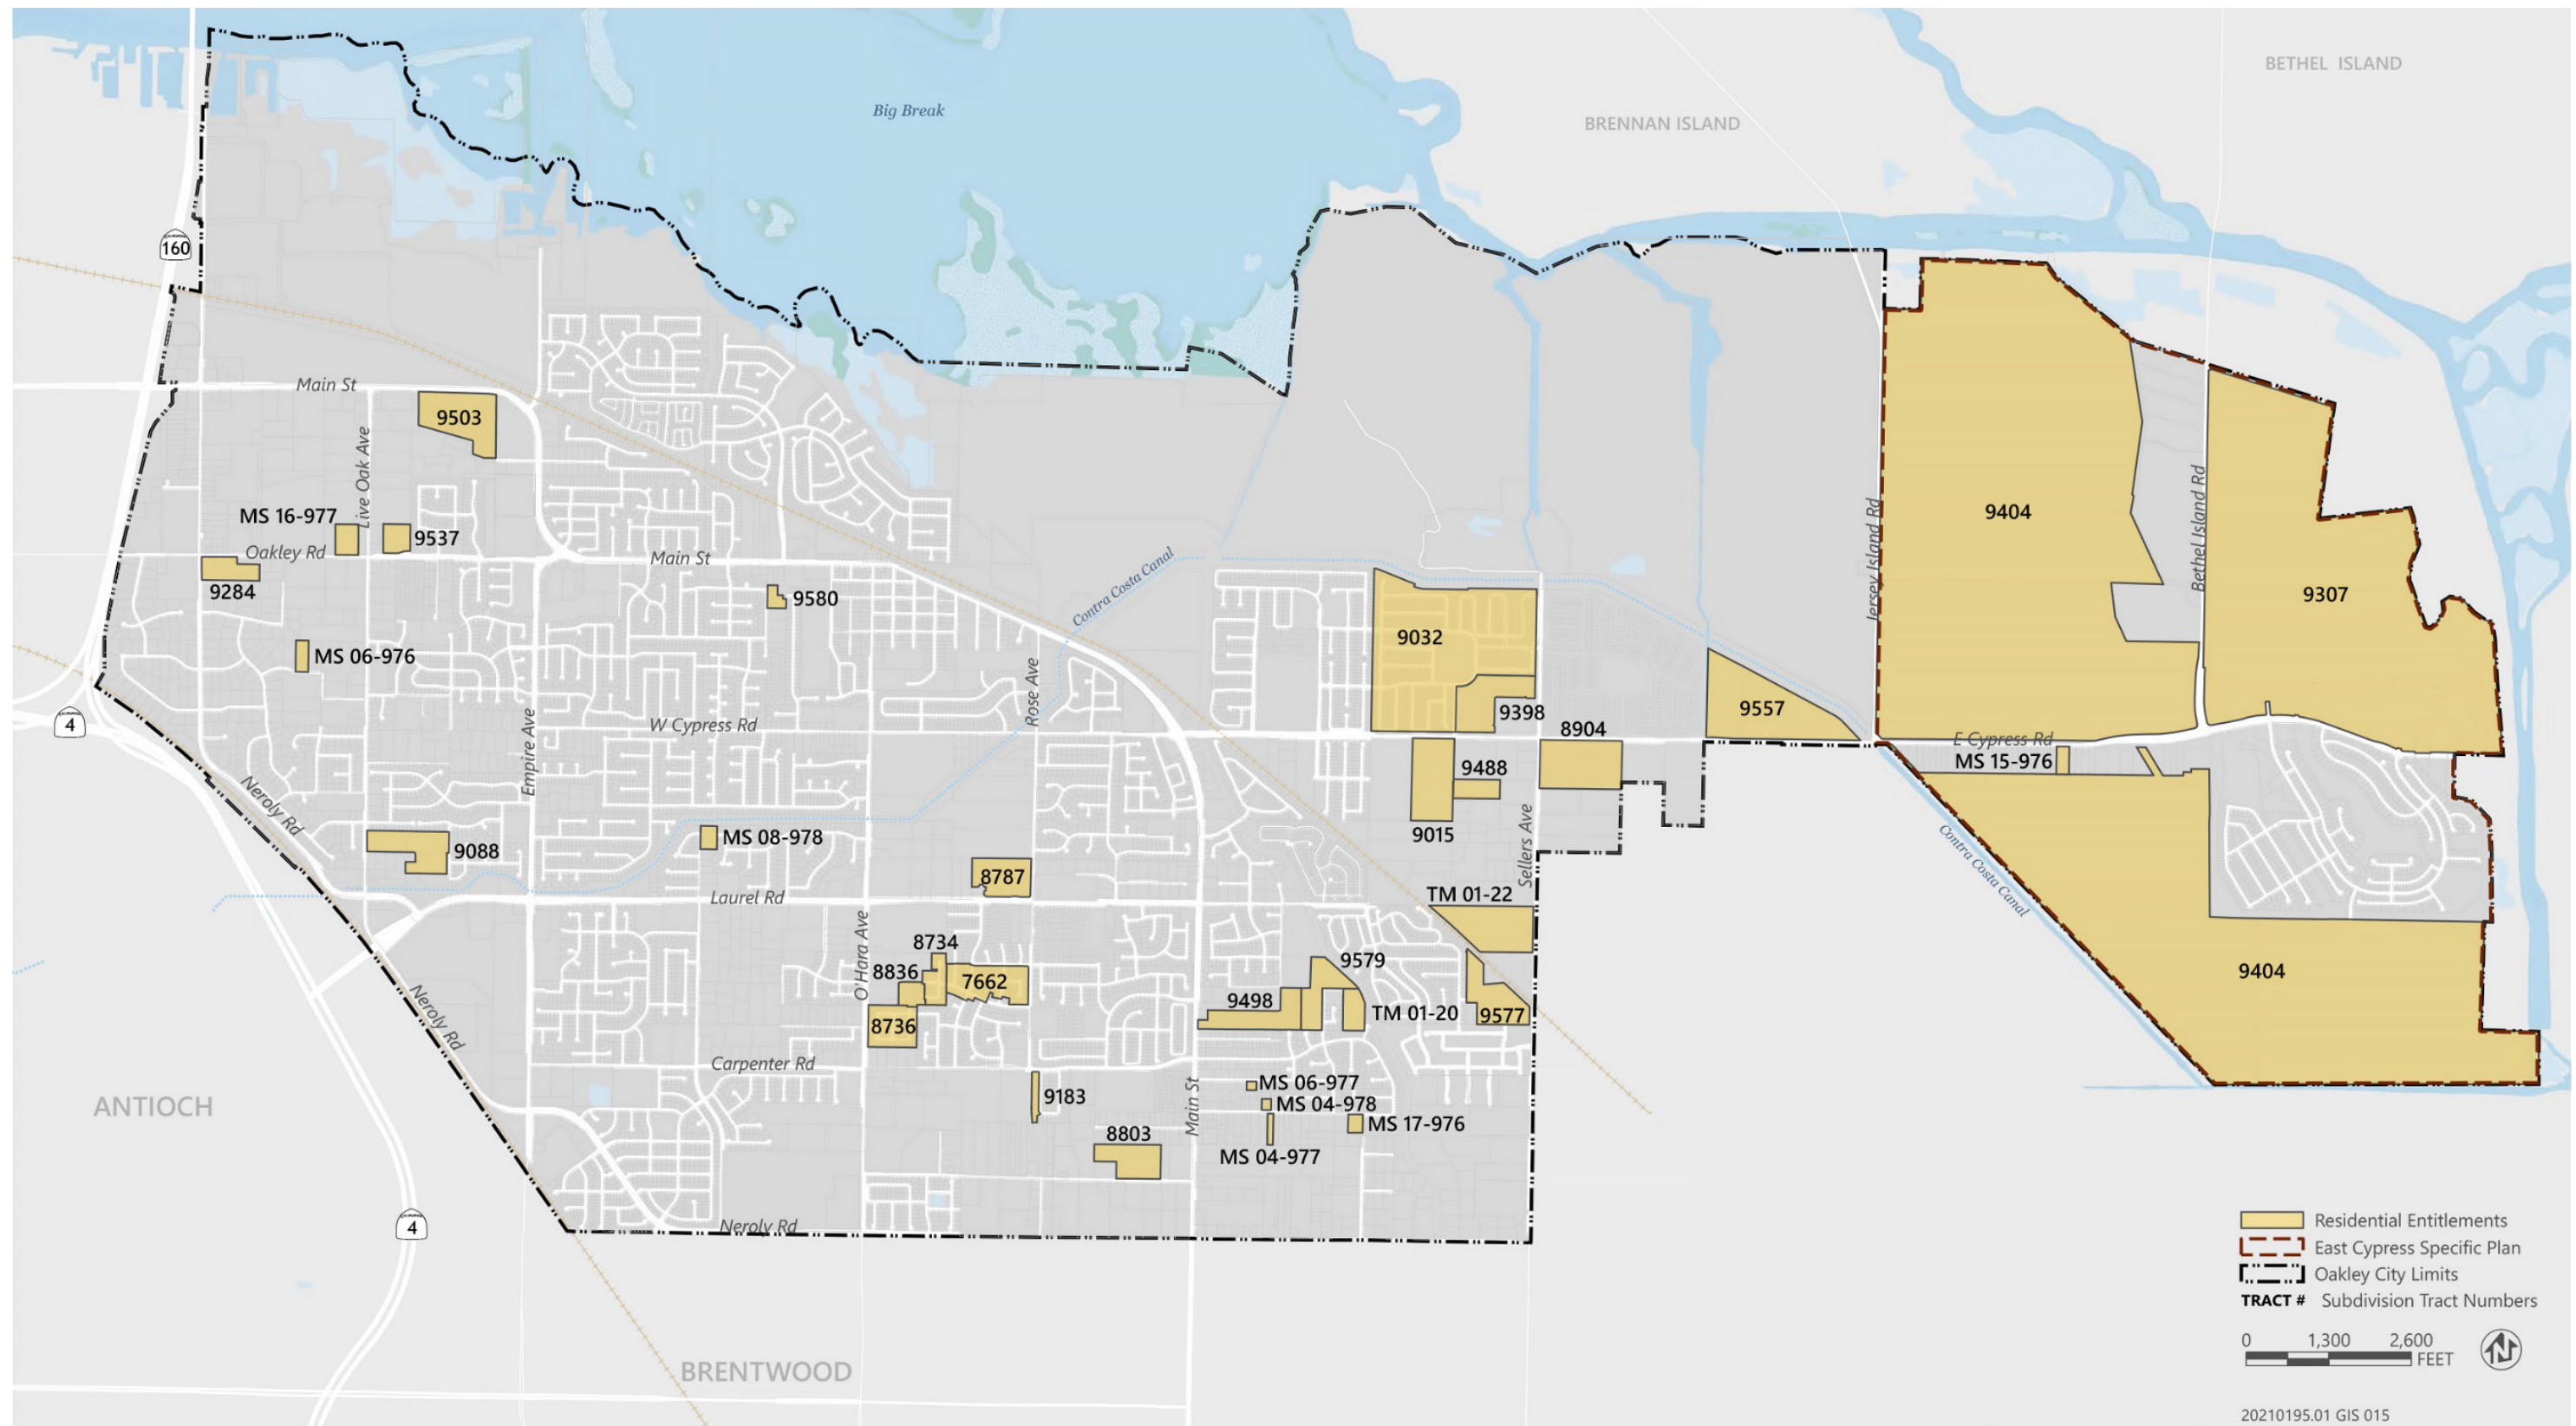 BETHEL ISLAND
Big Break
BRENNAN ISLAND
160
Main St
9503
Live Oak Ave
MS 16-977
9537
Oakley Rd
Main St
9284
9580
MS 06-976
Contra Costa Canal
Rose Ave
9032
9398
8904
9557
Jersey Island Rd
9404
Bethel Island Rd
9307
4
W Cypress Rd
Empire Ave
E Cypress Rd
MS 15-976
9488
9015
Sellers Ave
Neroly Rd
9088
MS 08-978
8787
Laurel Rd
Contra Costa Canal
TM 01-22
8734
8836
7662
O'Hara Ave
8736
9579
9498
TM 01-20
9577
9404
Neroly Rd
Carpenter Rd
9183
Main St
MS 06-977
MS 04-978
MS 17-976
MS 04-977
8803
ANTIOCH
4
Neroly Rd
BRENTWOOD
Residential Entitlements
East Cypress Specific Plan
Oakley City Limits
TRACT # Subdivision Tract Numbers
0 1,300 2,600
FEET
N
20210195.01 GIS 015